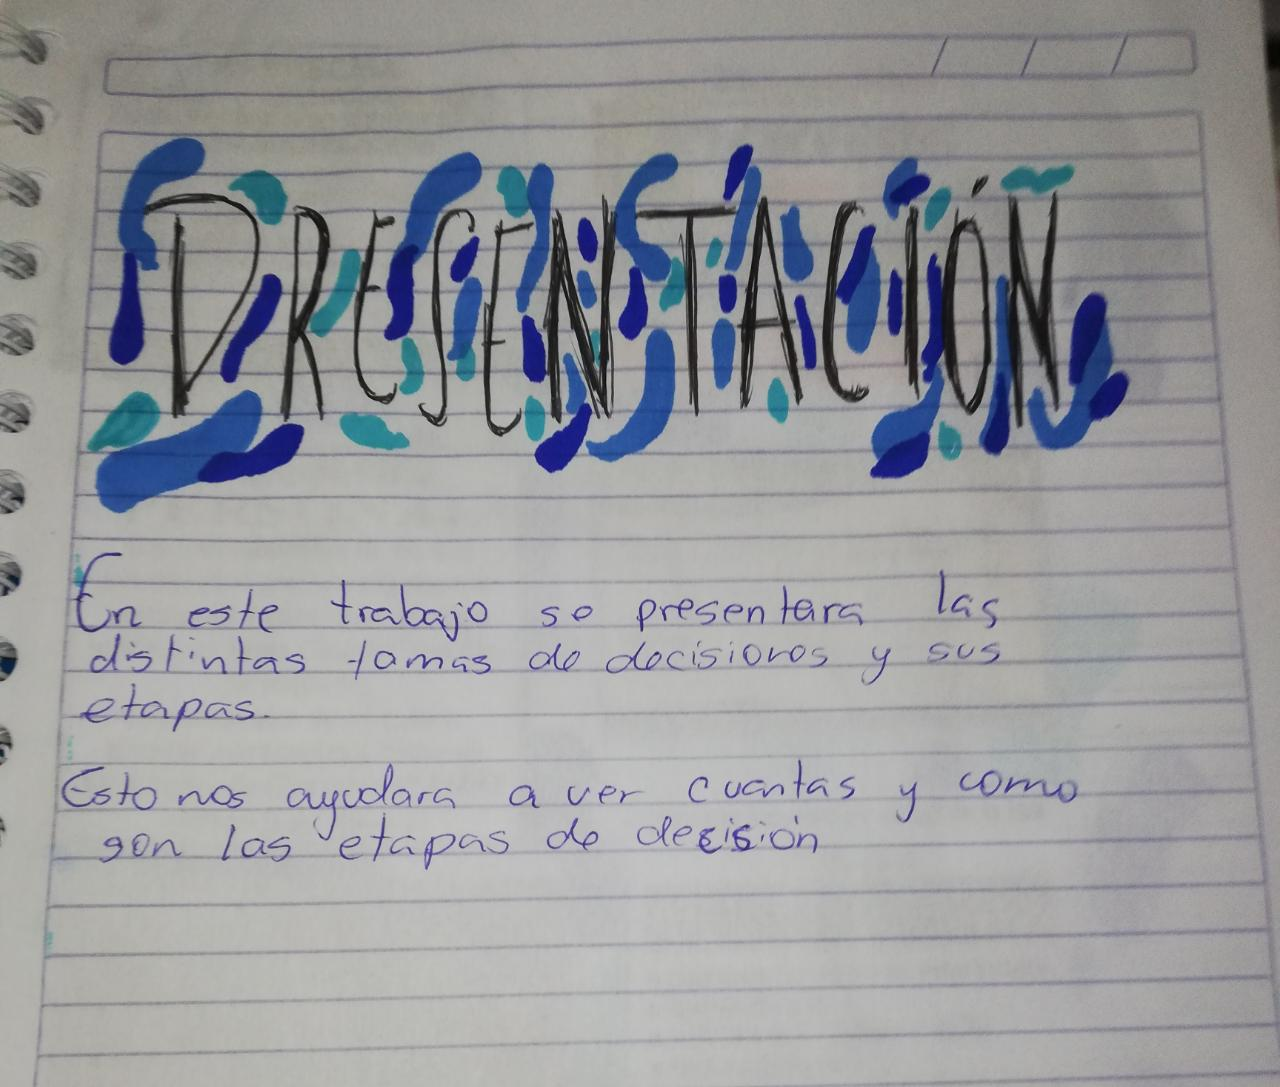 PRESENTACIÓN
En este trabajo se presentara las
distintas tomas de decisiones y sus
etapas.
Esto nos ayudara a ver cuantas y como
son las etapas de decisión